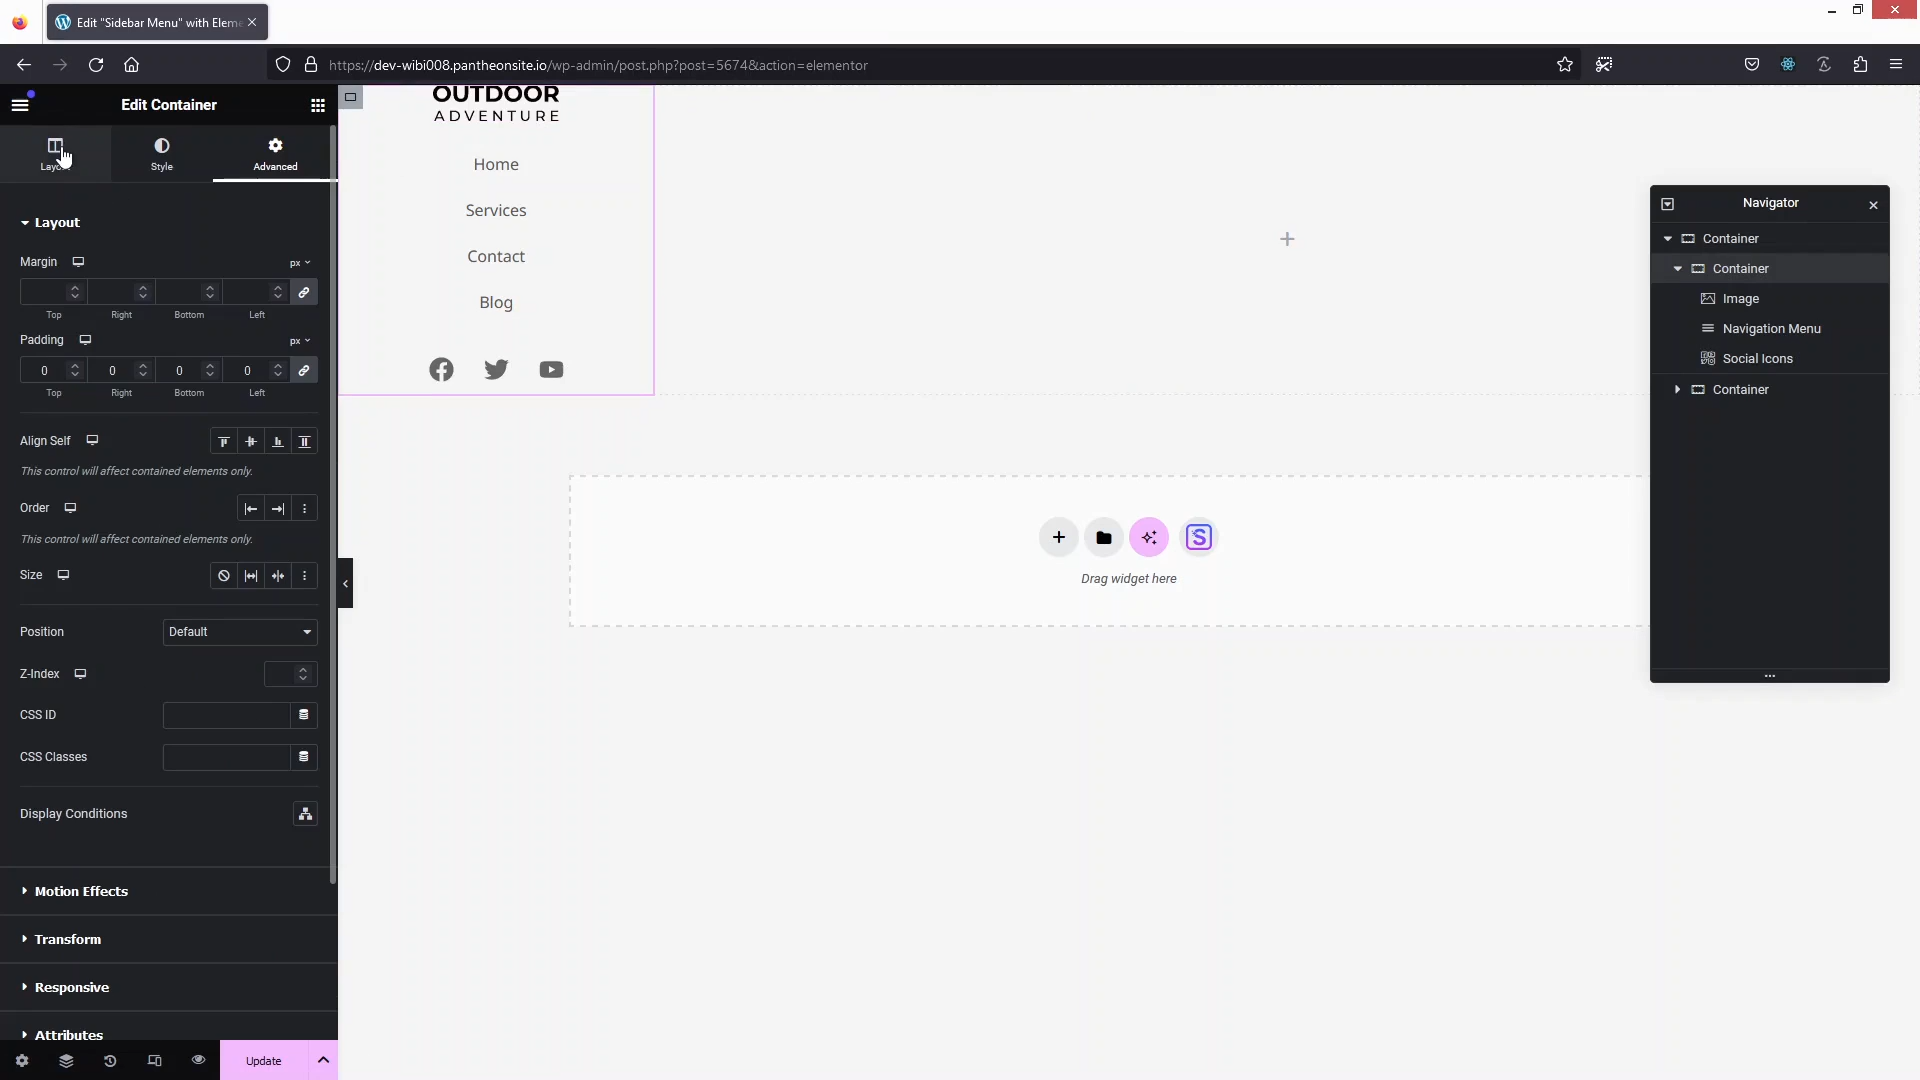 Edit "Sidebar Menu" with Eleme
https://dev-wibi008.pantheonsite.io/wp-admin/post.php?post=5674&action=elementor
Edit Container
Layout
Style
Advanced
Layout
Margin
px
Top
Right
Bottom
Left
Padding
px
0
0
0
0
Top
Right
Bottom
Left
Align Self
This control will affect contained elements only.
Order
This control will affect contained elements only.
Size
Position
Default
Z-Index
CSS ID
CSS Classes
Display Conditions
Motion Effects
Transform
Responsive
Attributes
Update
OUTDOOR
ADVENTURE
Home
Services
Contact
Blog
Drag widget here
Navigator
Container
Container
Image
Navigation Menu
Social Icons
Container